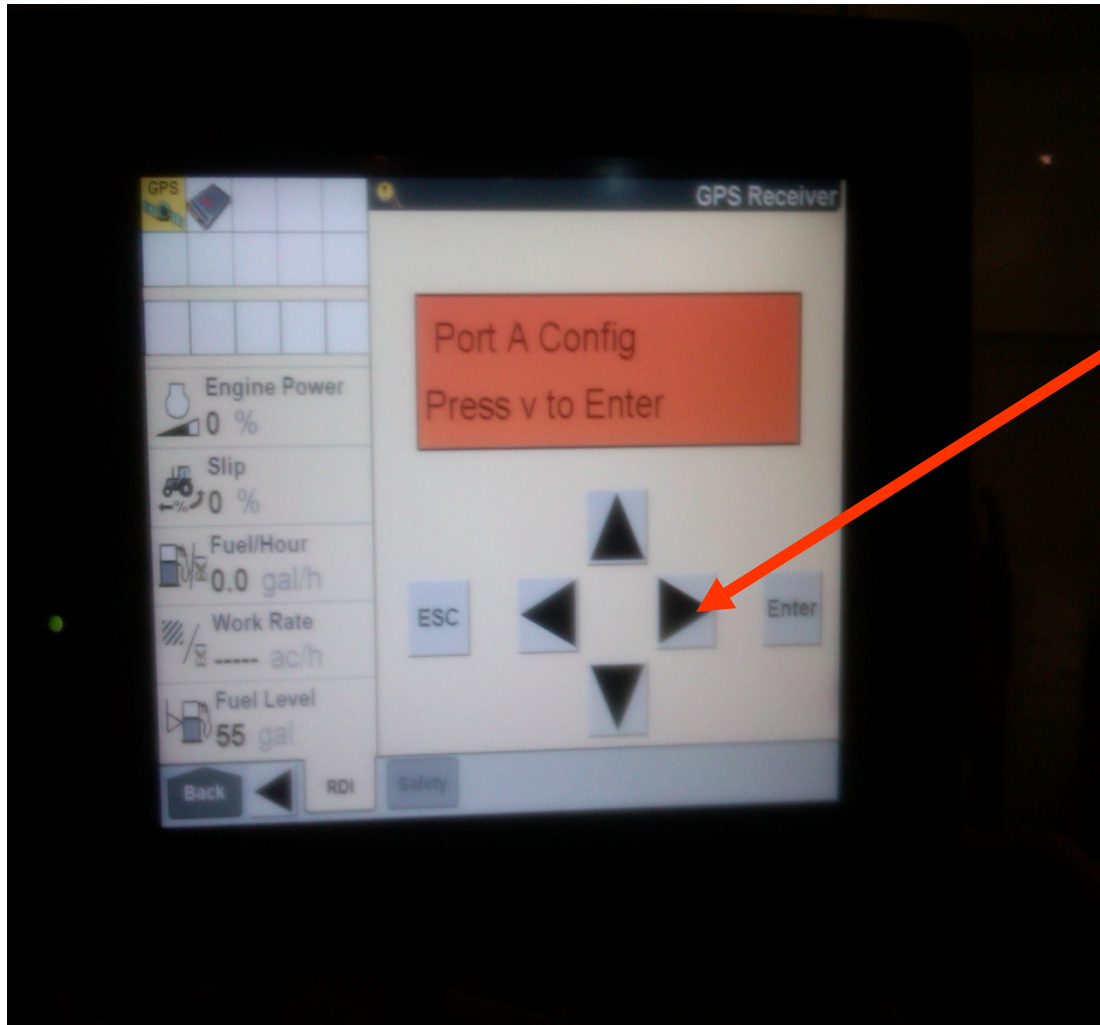 GPS
GPS Receiver
Port A Config
Press v to Enter
Engine Power
0 %
Slip
0 %
Fuel/Hour
0.0 gal/h
Work Rate
----- ac/h
Fuel Level
55 gal
ESC
Enter
Back
RDI
Safety